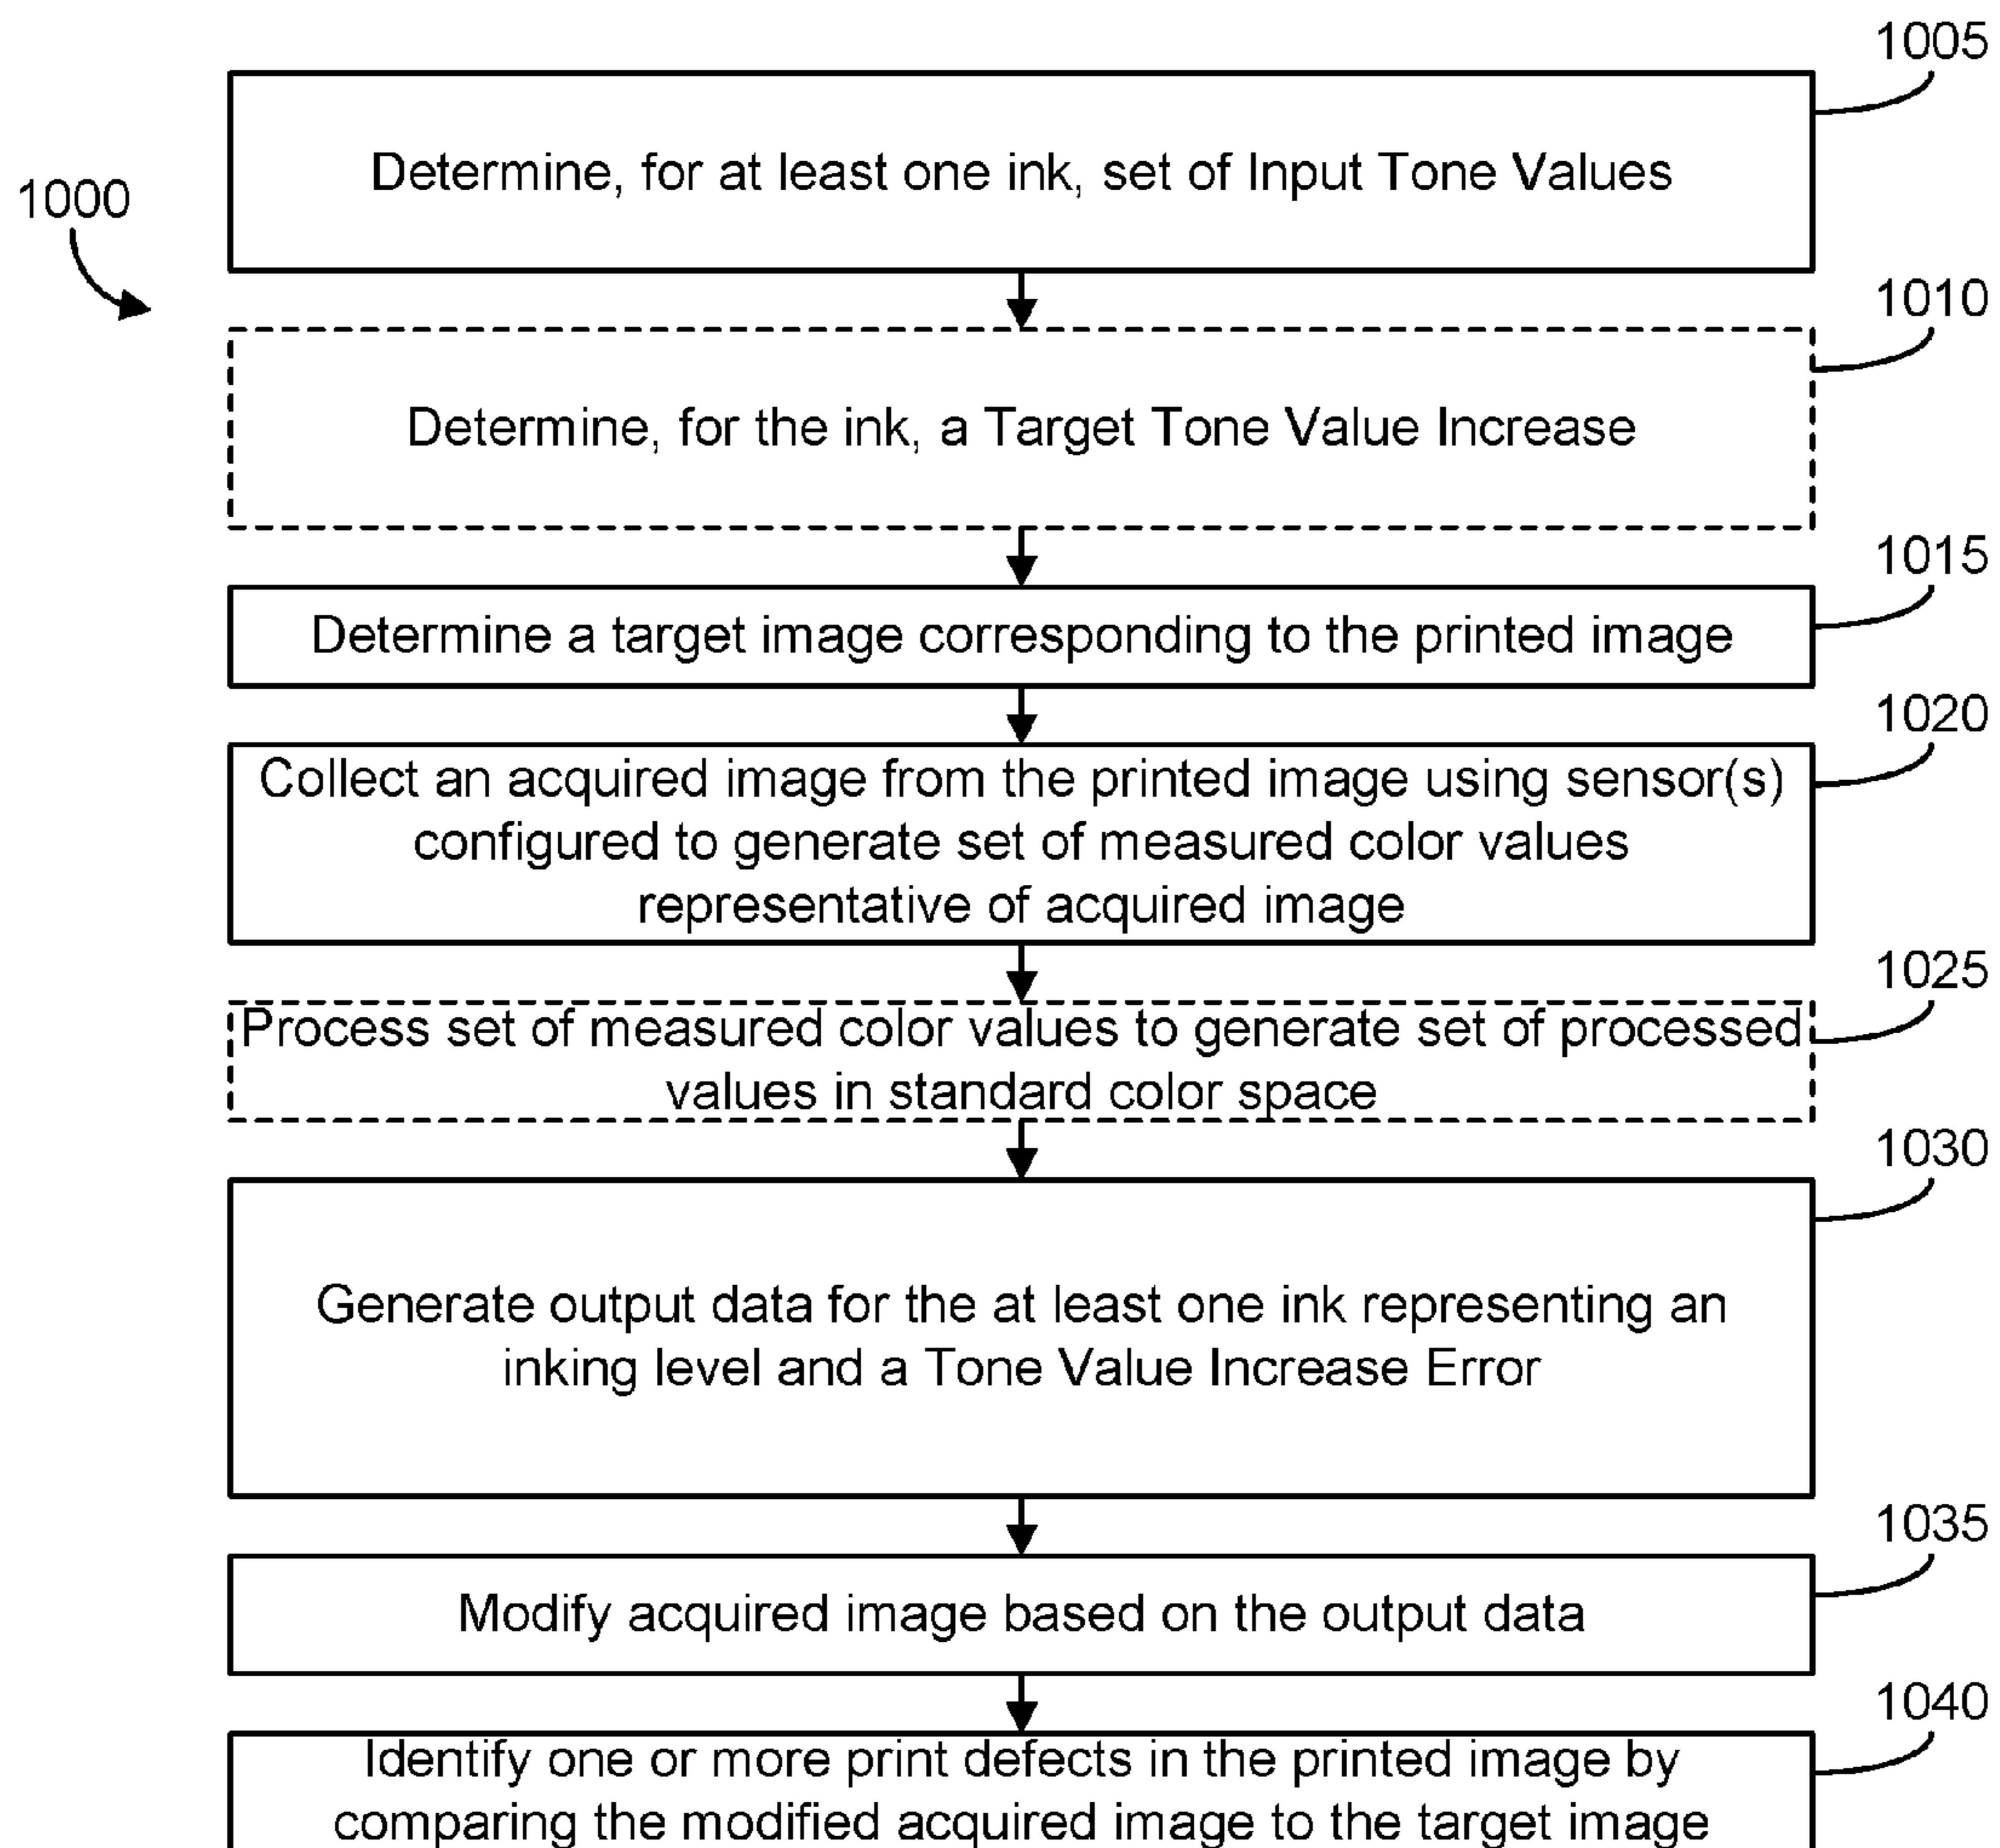 1005
Determine, for at least one ink, set of Input Tone Values
1000
1010
Determine, for the ink, a Target Tone Value Increase
1015
Determine a target image corresponding to the printed image
1020
Collect an acquired image from the printed image using sensor(s)
configured to generate set of measured color values
representative of acquired image
1025
Process set of measured color values to generate set of processed
values in standard color space
1030
Generate output data for the at least one ink representing an
inking level and a Tone Value Increase Error
1035
Modify acquired image based on the output data
1040
Identify one or more print defects in the printed image by
comparing the modified acquired image to the target image